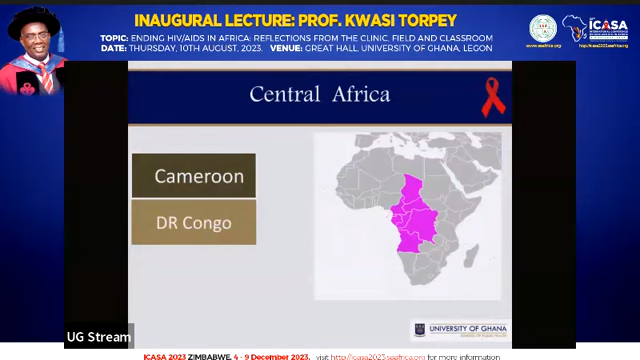 INAUGURAL LECTURE: PROF. KWASI TORPEY
TOPIC: ENDING HIV/AIDS IN AFRICA: REFLECTIONS FROM THE CLINIC, FIELD AND CLASSROOM
DATE: THURSDAY, 10TH AUGUST, 2023. VENUE: GREAT HALL, UNIVERSITY OF GHANA, LEGON
ICASA
Central Africa
Cameroon
DR Congo
UNIVERSITY OF GHANA
UG Stream
ICASA 2023 ZIMBABWE, 4 - 9 December 2023. visit http://icasa2023.saafrica.org for more information